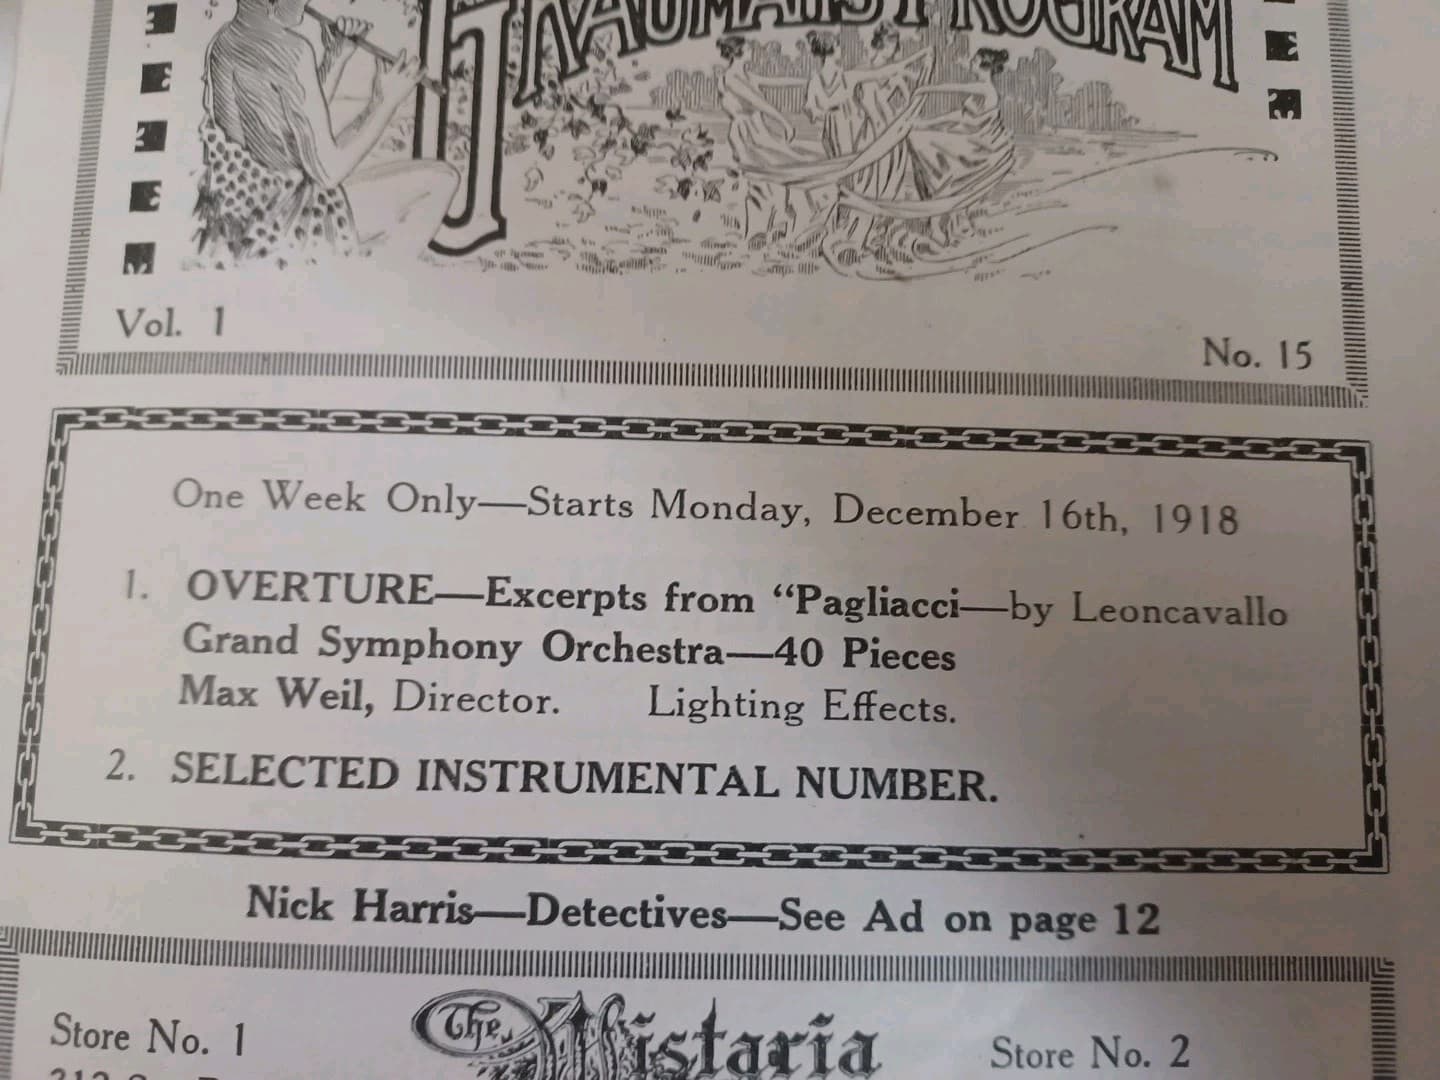 PROGRAM
Vol. 1
No. 15
One Week Only—Starts Monday, December 16th, 1918
1. OVERTURE—Excerpts from “Pagliacci—by Leoncavallo
Grand Symphony Orchestra—40 Pieces
Max Weil, Director. Lighting Effects.
2. SELECTED INSTRUMENTAL NUMBER.
Nick Harris—Detectives—See Ad on page 12
Store No. 1
The Wistaria
Store No. 2